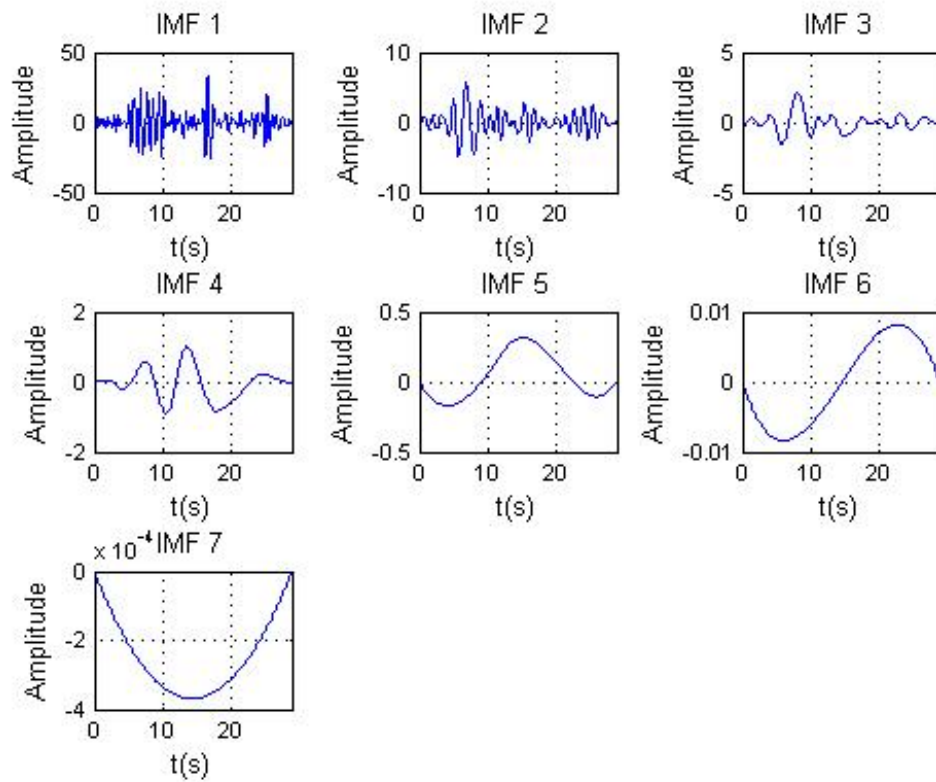 IMF 1
50
0
-50
Amplitude
0 10 20
t(s)
IMF 2
10
0
-10
Amplitude
0 10 20
t(s)
IMF 3
5
0
-5
Amplitude
0 10 20
t(s)
IMF 4
2
0
-2
Amplitude
0 10 20
t(s)
IMF 5
0.5
0
-0.5
Amplitude
0 10 20
t(s)
IMF 6
0.01
0
-0.01
Amplitude
0 10 20
t(s)
x 10⁻⁴ IMF 7
0
-2
-4
Amplitude
0 10 20
t(s)